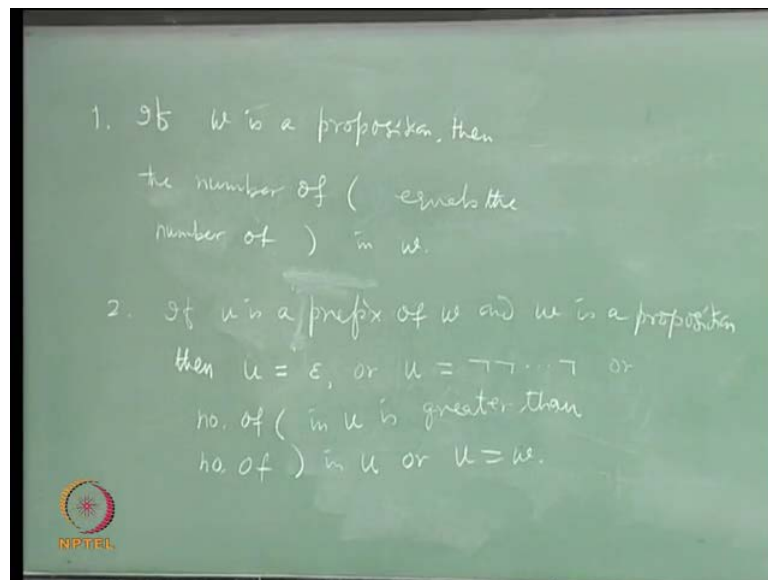 1. If w is a proposition, then
the number of ( equals the
number of ) in w.
2. If u is a prefix of w and w is a proposition
then u = ε, or u = ¬¬···¬ or
no. of ( in u is greater than
no. of ) in u or u = w.
NPTEL